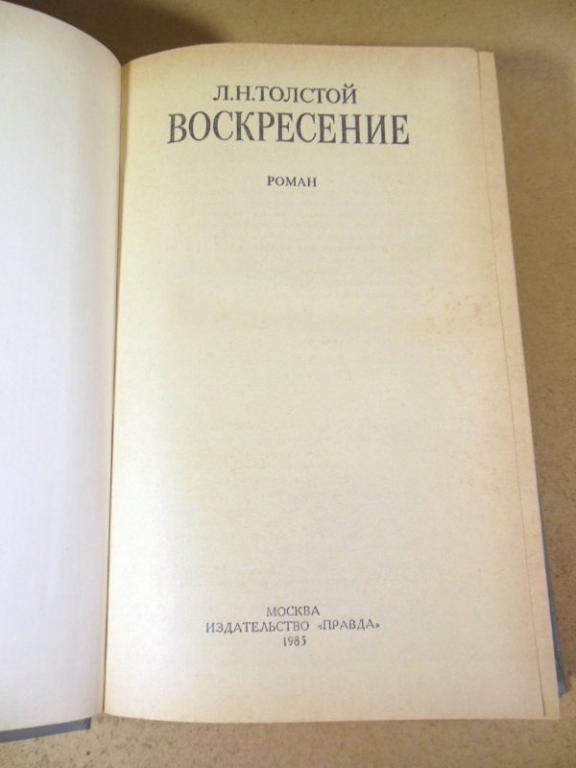 Л.Н.ТОЛСТОЙ
ВОСКРЕСЕНИЕ
РОМАН
МОСКВА
ИЗДАТЕЛЬСТВО «ПРАВДА»
1985